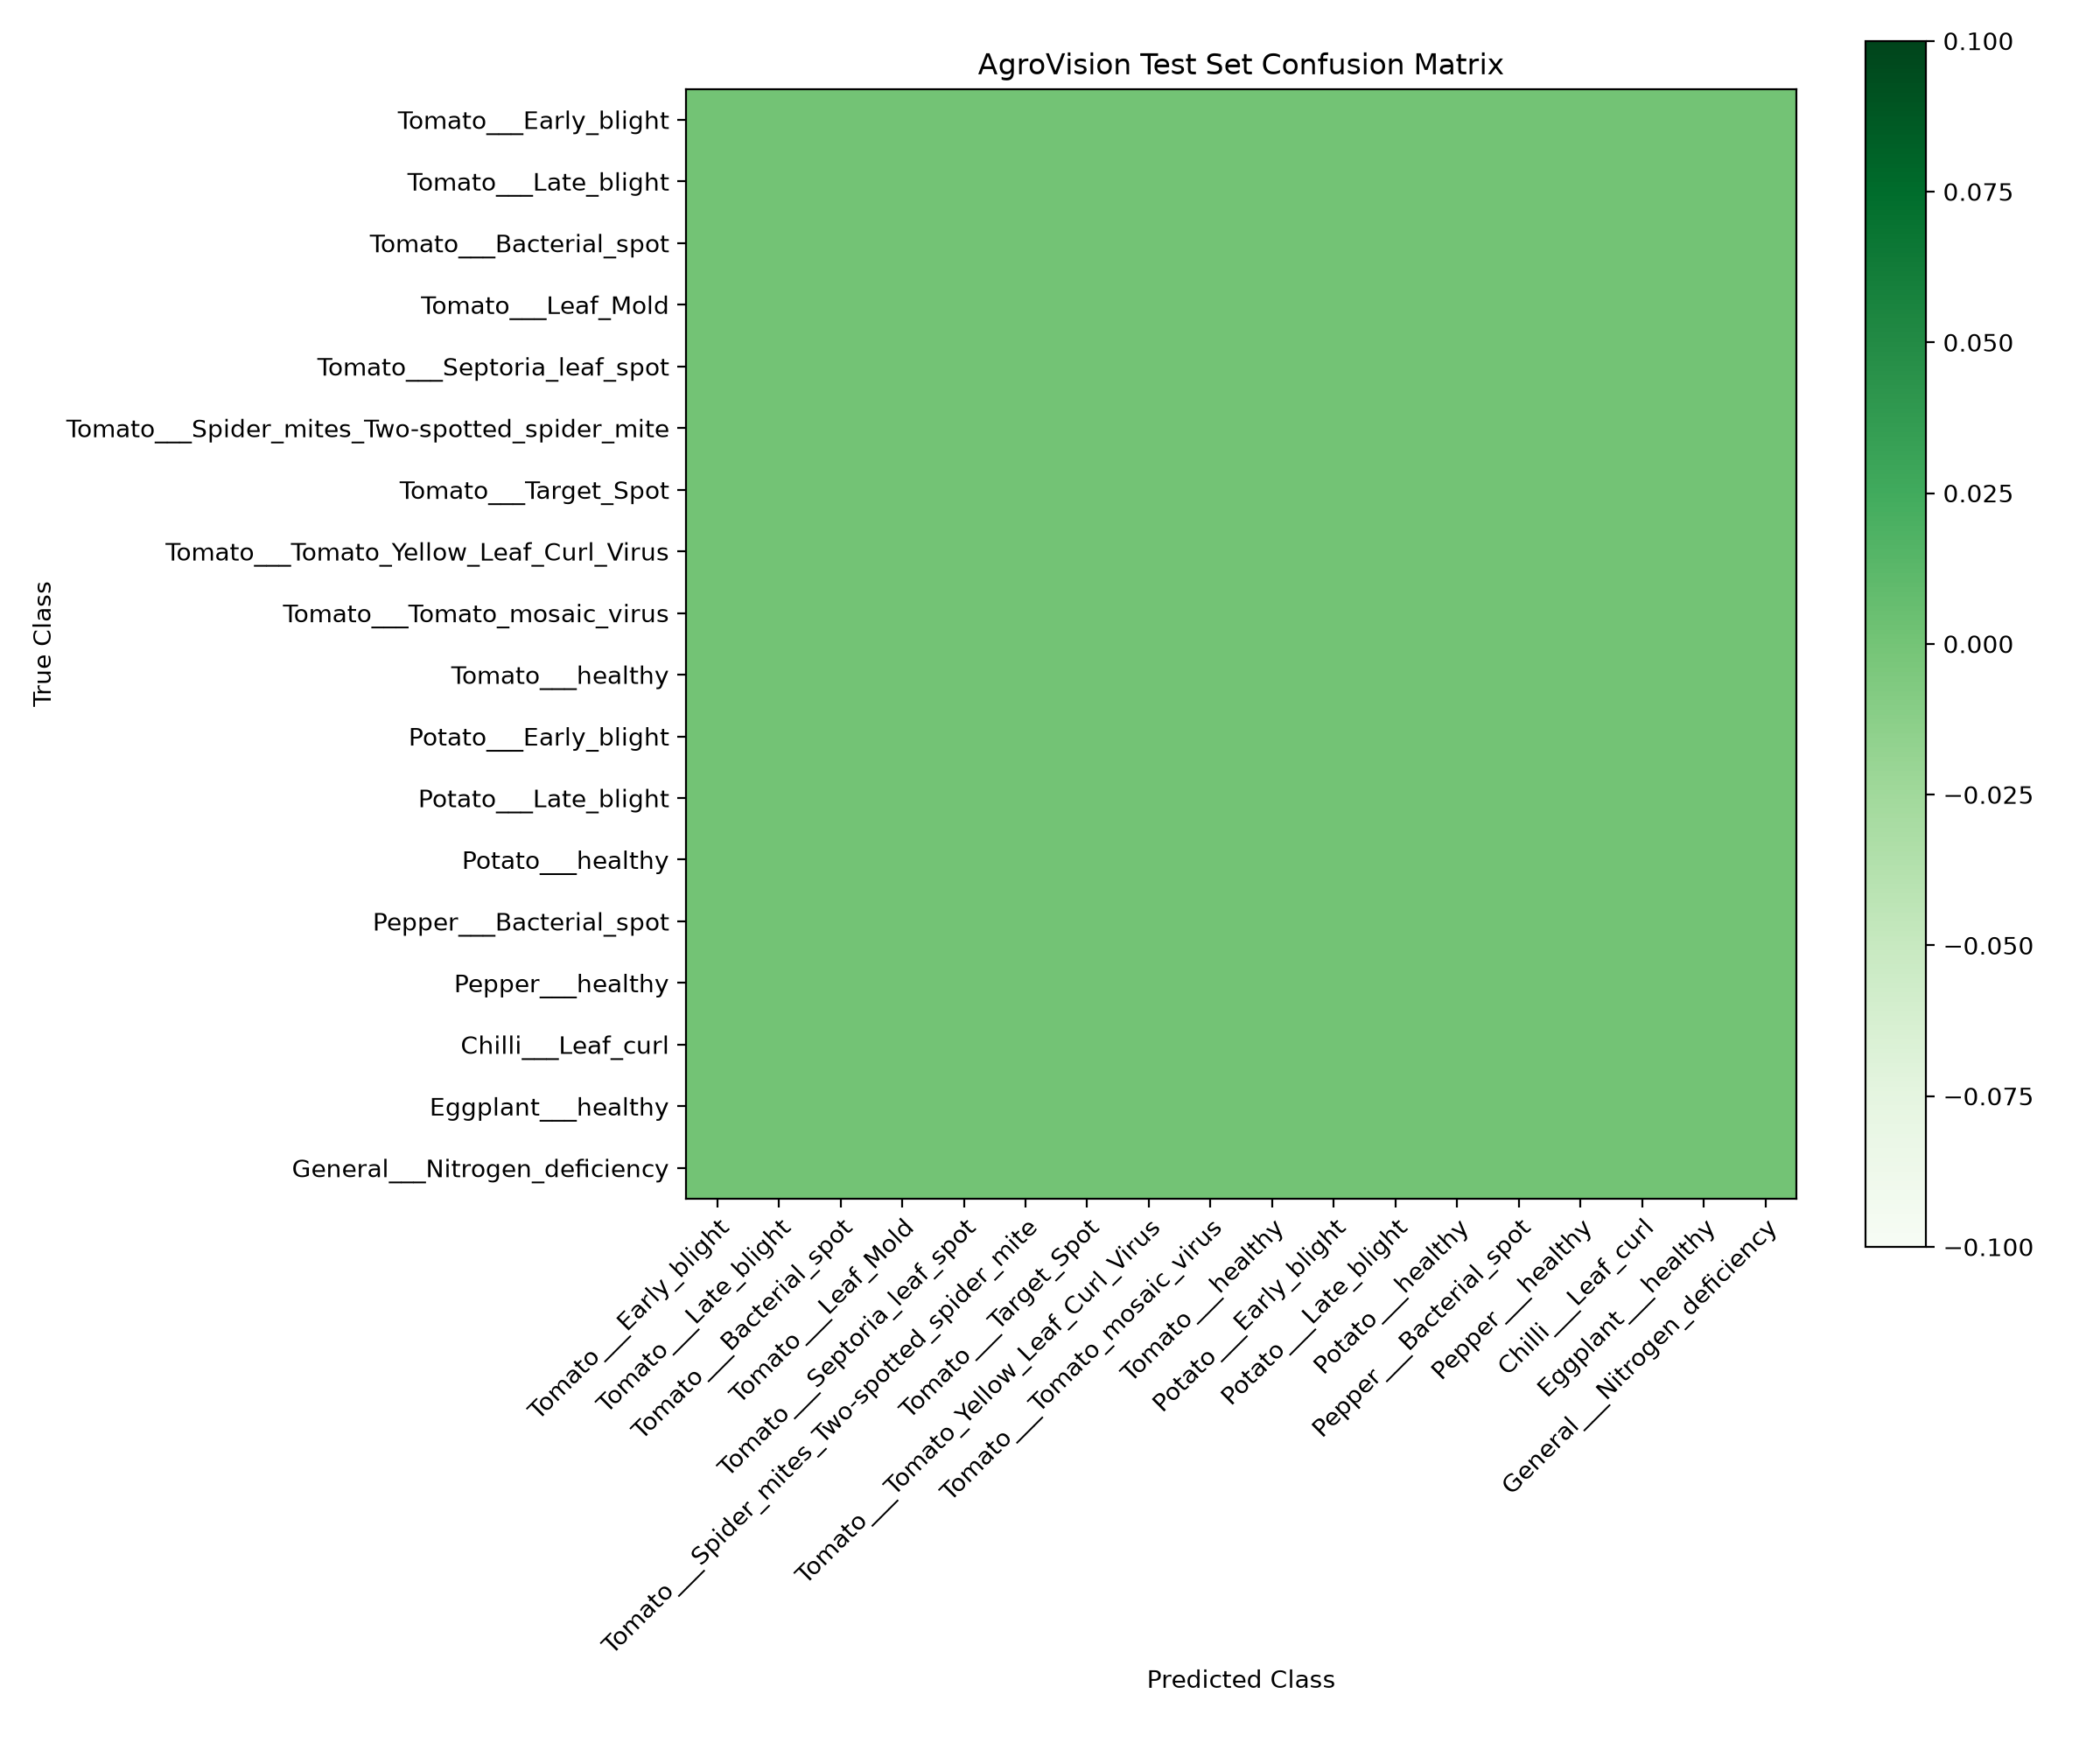 AgroVision Test Set Confusion Matrix
True Class
Tomato___Early_blight
Tomato___Late_blight
Tomato___Bacterial_spot
Tomato___Leaf_Mold
Tomato___Septoria_leaf_spot
Tomato___Spider_mites_Two-spotted_spider_mite
Tomato___Target_Spot
Tomato___Tomato_Yellow_Leaf_Curl_Virus
Tomato___Tomato_mosaic_virus
Tomato___healthy
Potato___Early_blight
Potato___Late_blight
Potato___healthy
Pepper___Bacterial_spot
Pepper___healthy
Chilli___Leaf_curl
Eggplant___healthy
General___Nitrogen_deficiency
Tomato___Early_blight
Tomato___Late_blight
Tomato___Bacterial_spot
Tomato___Leaf_Mold
Tomato___Septoria_leaf_spot
Tomato___Spider_mites_Two-spotted_spider_mite
Tomato___Target_Spot
Tomato___Tomato_Yellow_Leaf_Curl_Virus
Tomato___Tomato_mosaic_virus
Tomato___healthy
Potato___Early_blight
Potato___Late_blight
Potato___healthy
Pepper___Bacterial_spot
Pepper___healthy
Chilli___Leaf_curl
Eggplant___healthy
General___Nitrogen_deficiency
Predicted Class
0.100
0.075
0.050
0.025
0.000
−0.025
−0.050
−0.075
−0.100